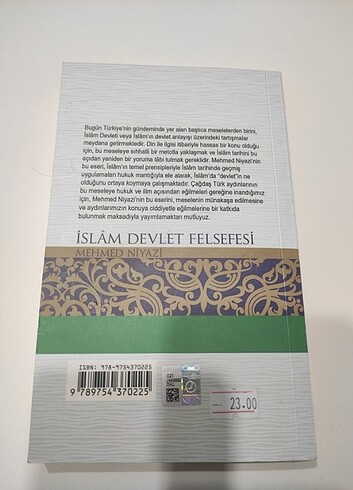 Bugün Türkiye'nin gündeminde yer alan başlıca meselelerden birini,
İslâm Devleti veya İslâm'ın devlet anlayışı üzerindeki tartışmalar
meydana getirmektedir. Din ile ilgisi itibariyle hassas bir konu olduğu
için, bu meseleye sıhhatli bir metotla yaklaşmak ve İslâm tarihini bu
açıdan yeniden bir yoruma tâbi tutmak gereklidir. Mehmed Niyazi'nin
bu eseri, İslâm'ın temel prensipleriyle İslâm tarihinde geçmiş
uygulamaları hukuk mantığıyla ele alarak, İslâm'da "devlet"in ne
olduğunu ortaya koymaya çalışmaktadır. Çağdaş Türk aydınlarının
bu meseleye hukuk ve ilim açısından eğilmeleri gereğine inandığımız
için, Mehmed Niyazi'nin bu eserini, meselenin münakaşa edilmesine
ve aydınlarımızın konuya ciddiyetle eğilmelerine bir katkıda
bulunmak maksadıyla yayımlamaktan mutluyuz.
İSLÂM DEVLET FELSEFESİ
MEHMED NİYAZİ
ISBN: 978-9754370225
9 789754 370225
23.00